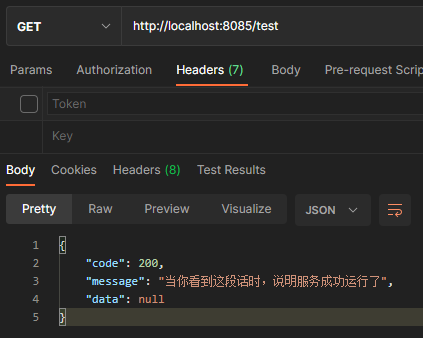 GET http://localhost:8085/test
Params Authorization Headers (7) Body Pre-request Scrip
Token
Key
Body Cookies Headers (8) Test Results
Pretty Raw Preview Visualize JSON
1 {
2 "code": 200,
3 "message": "当你看到这段话时，说明服务成功运行了",
4 "data": null
5 }